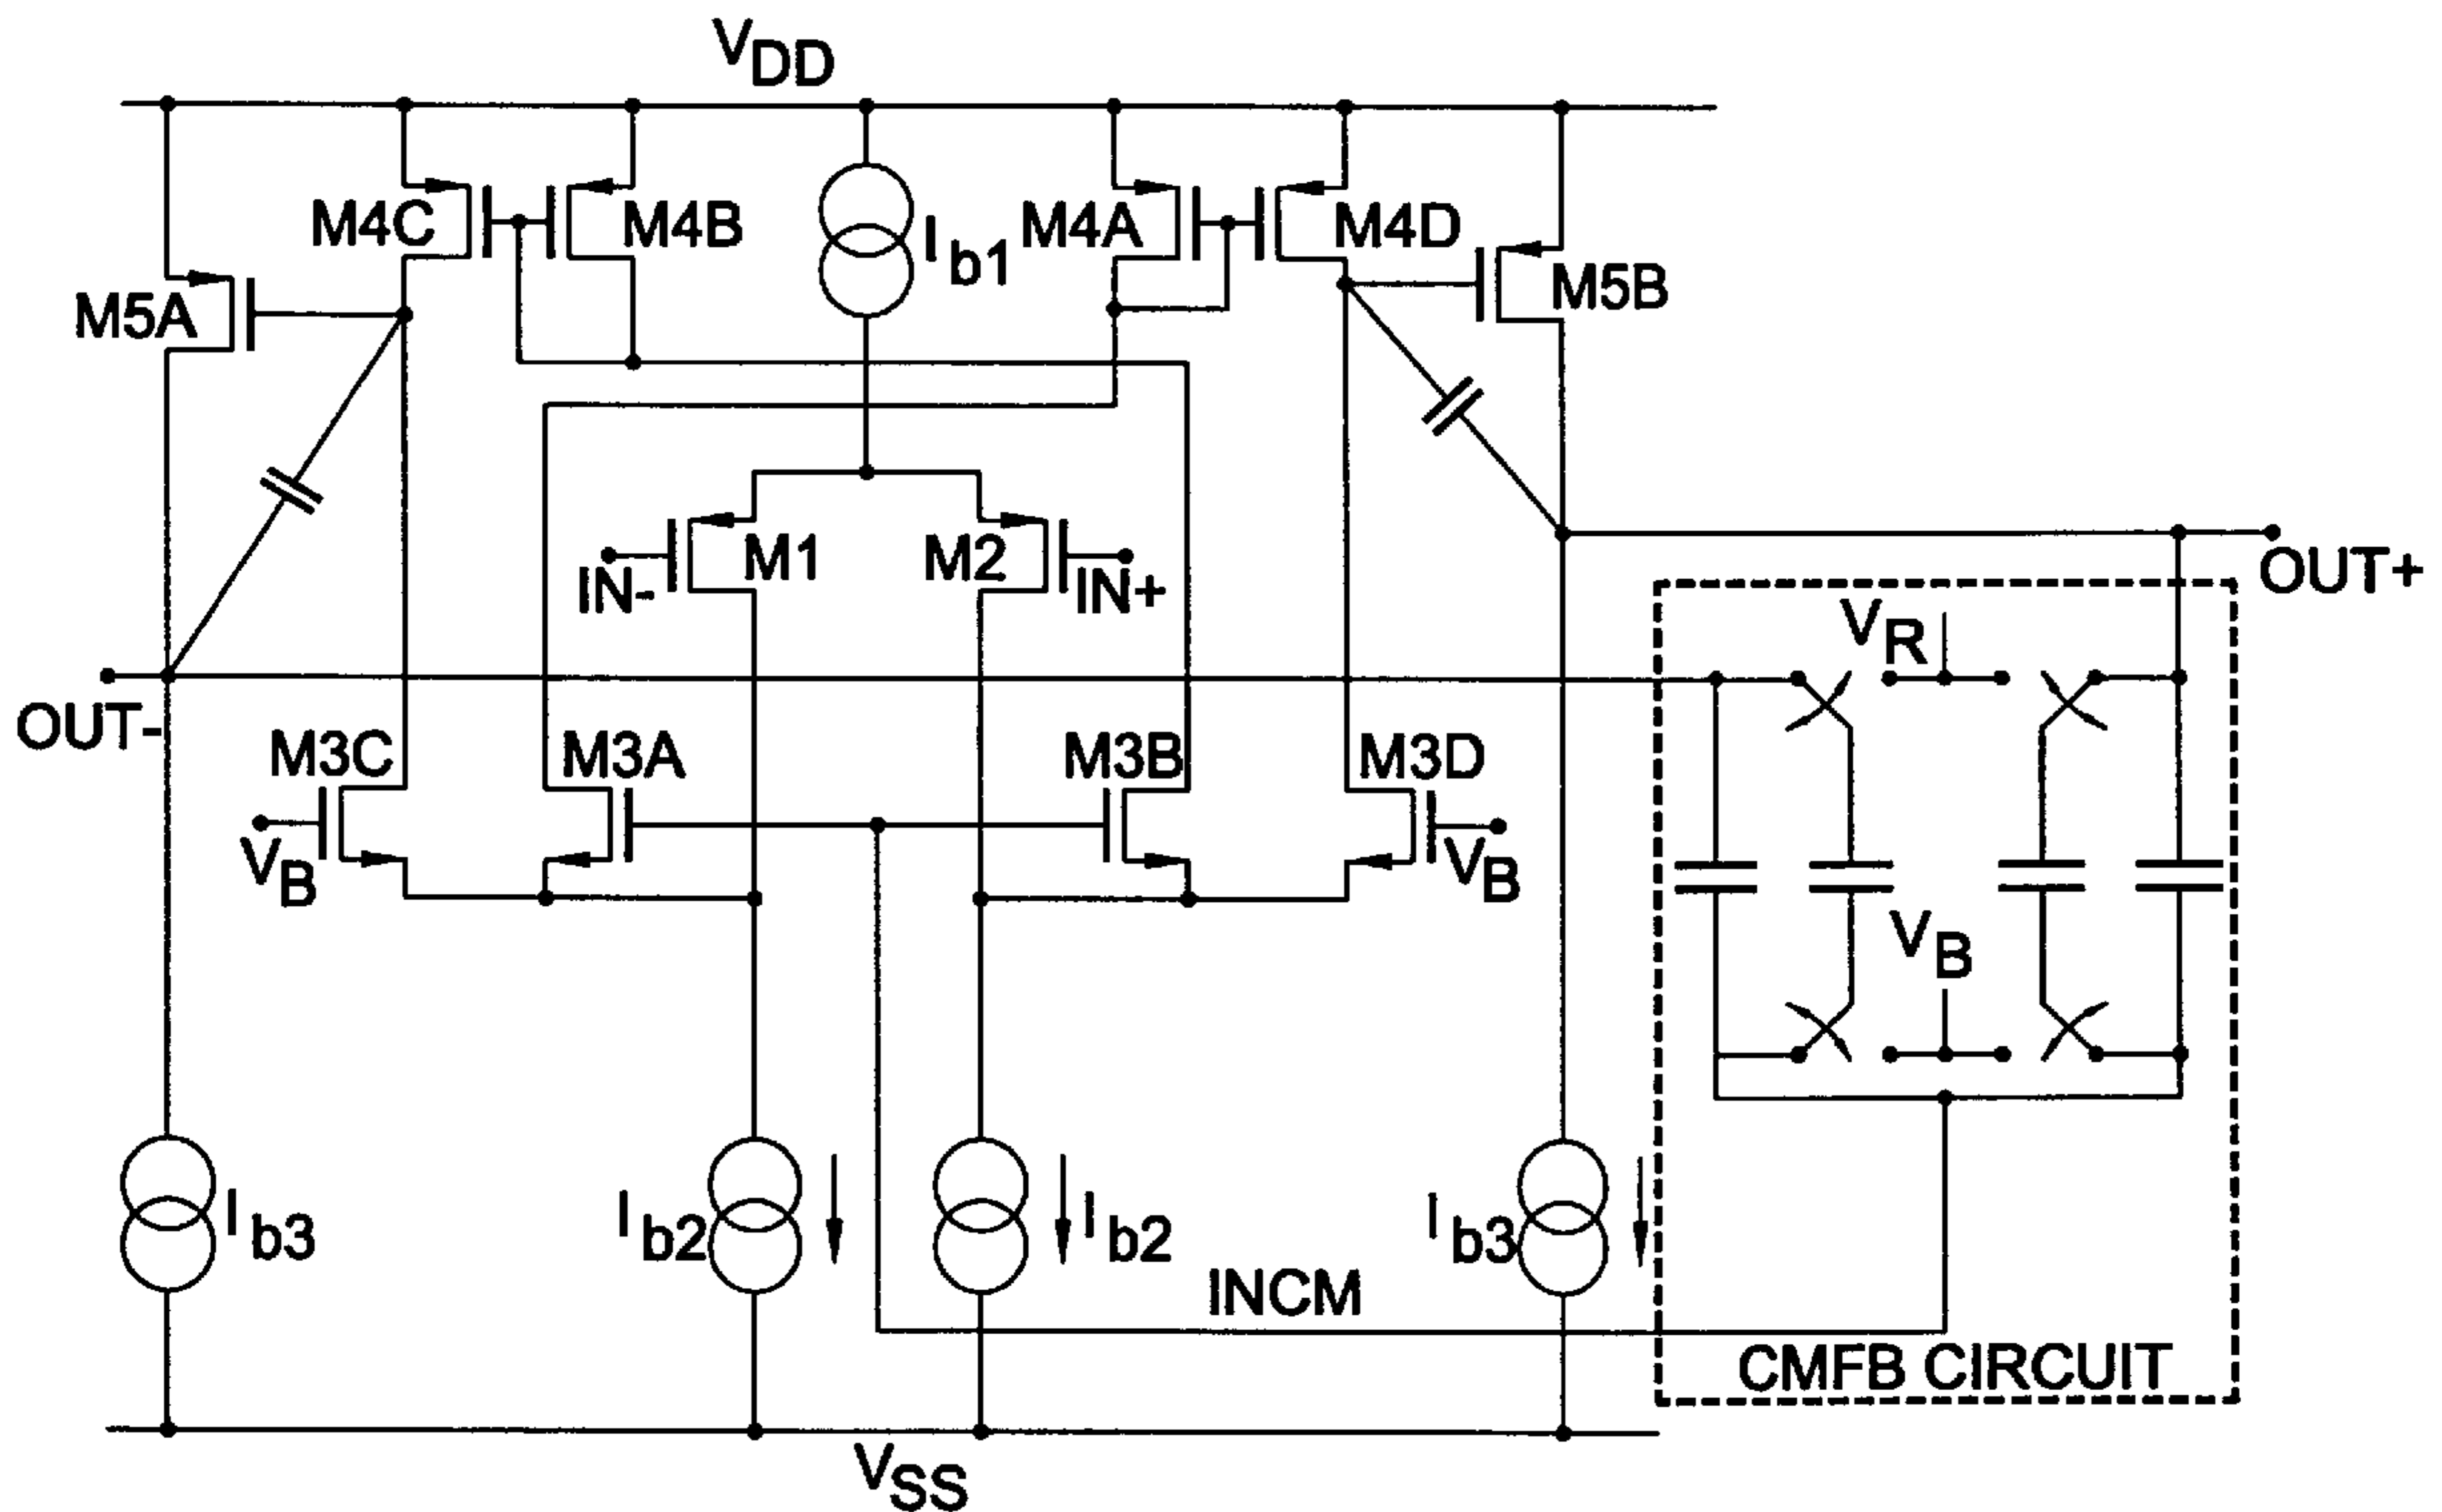 VDD
M4C
M4B
Ib1
M4A
M4D
M5A
M5B
M1
M2
IN-
IN+
OUT+
VR
OUT-
M3C
M3A
M3B
M3D
VB
VB
VB
Ib3
Ib2
Ib2
Ib3
INCM
CMFB CIRCUIT
VSS